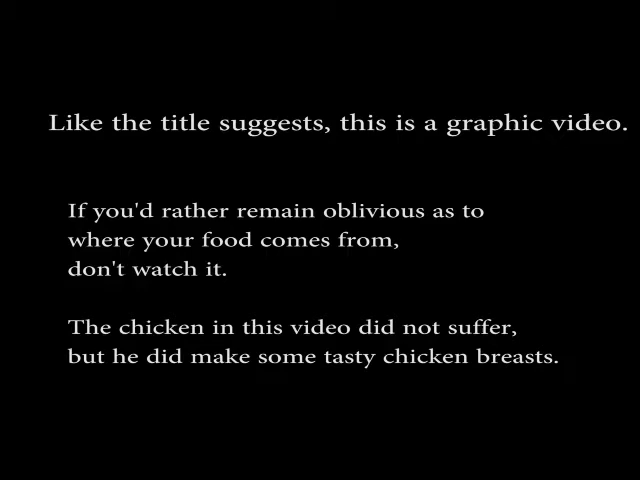 Like the title suggests, this is a graphic video.
If you'd rather remain oblivious as to
where your food comes from,
don't watch it.
The chicken in this video did not suffer,
but he did make some tasty chicken breasts.